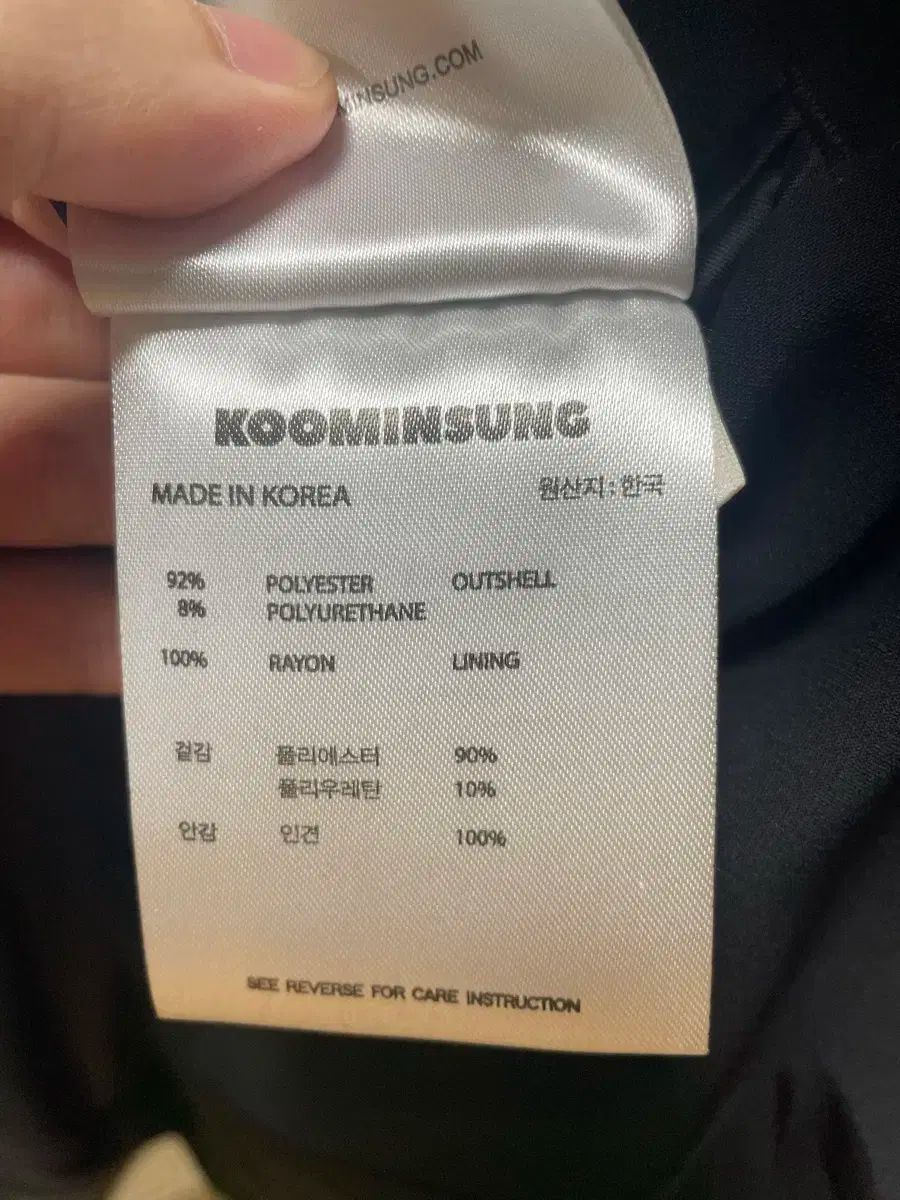 MINSUNG.COM
KOOMINSUNG
MADE IN KOREA 원산지 : 한국
92% POLYESTER OUTSHELL
8% POLYURETHANE
100% RAYON LINING
겉감 폴리에스터 90%
폴리우레탄 10%
안감 인견 100%
SEE REVERSE FOR CARE INSTRUCTION